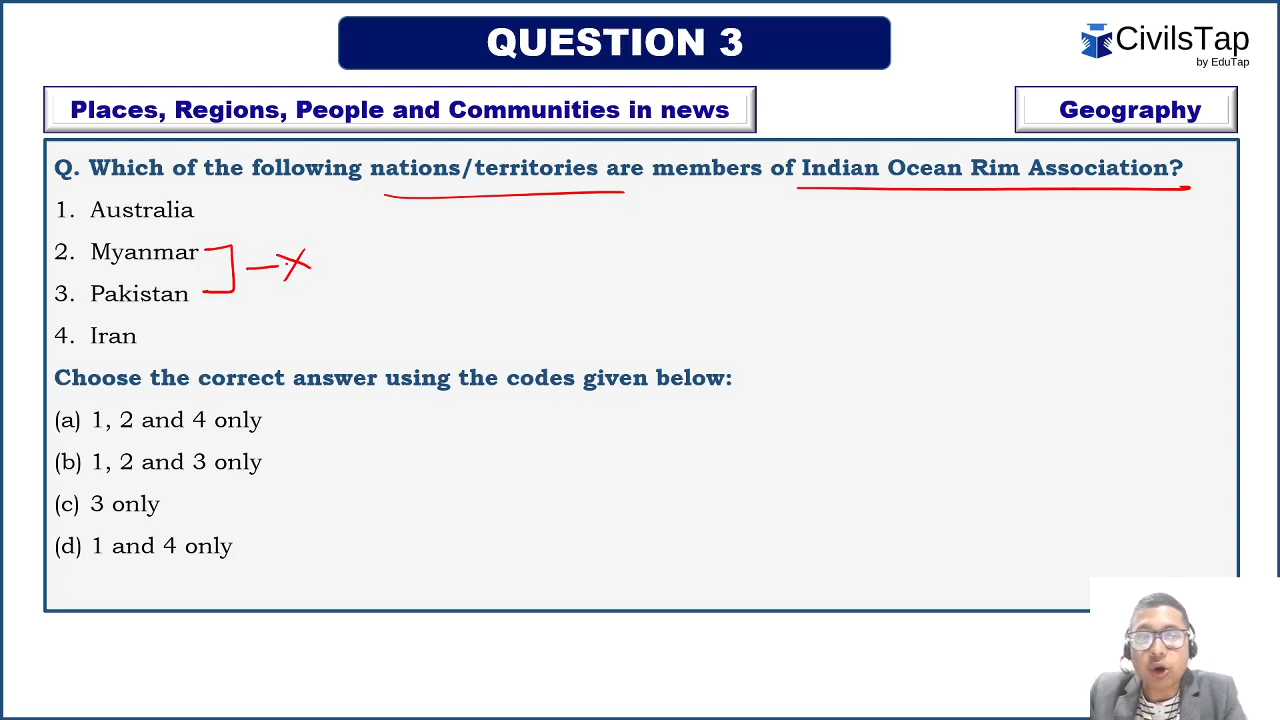 QUESTION 3
CivilsTap
by EduTap
Places, Regions, People and Communities in news
Geography
Q. Which of the following nations/territories are members of Indian Ocean Rim Association?
1. Australia
2. Myanmar
3. Pakistan
4. Iran
Choose the correct answer using the codes given below:
(a) 1, 2 and 4 only
(b) 1, 2 and 3 only
(c) 3 only
(d) 1 and 4 only